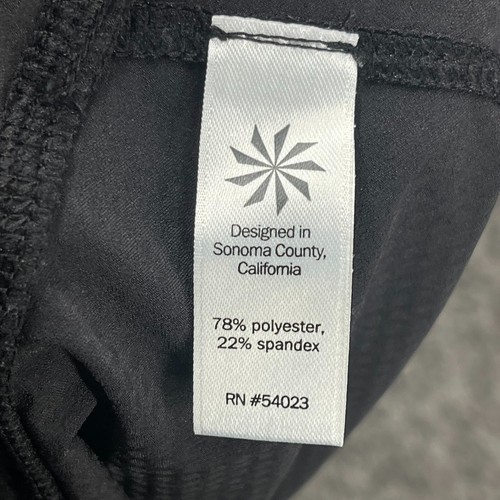 Designed in
Sonoma County,
California
78% polyester,
22% spandex
RN #54023